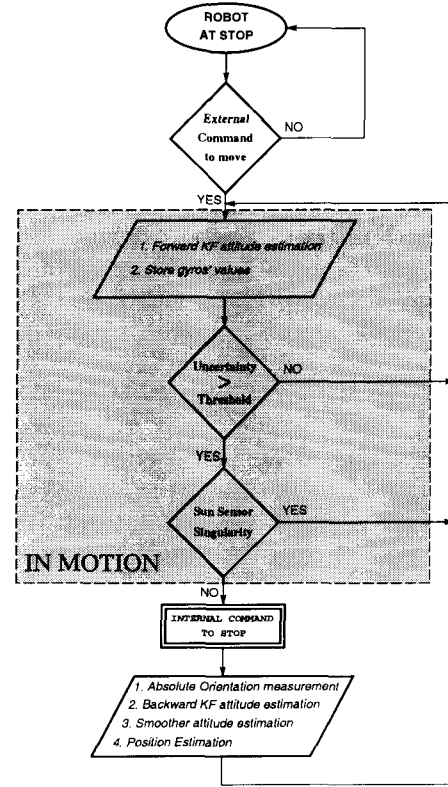 ROBOT
AT STOP
External
Command
to move
NO
YES
1. Forward KF attitude estimation
2. Store gyros' values
Uncertainty
>
Threshold
NO
YES
Sun Sensor
Singularity
YES
IN MOTION
NO
INTERNAL COMMAND
TO STOP
1. Absolute Orientation measurement
2. Backward KF attitude estimation
3. Smoother attitude estimation
4. Position Estimation